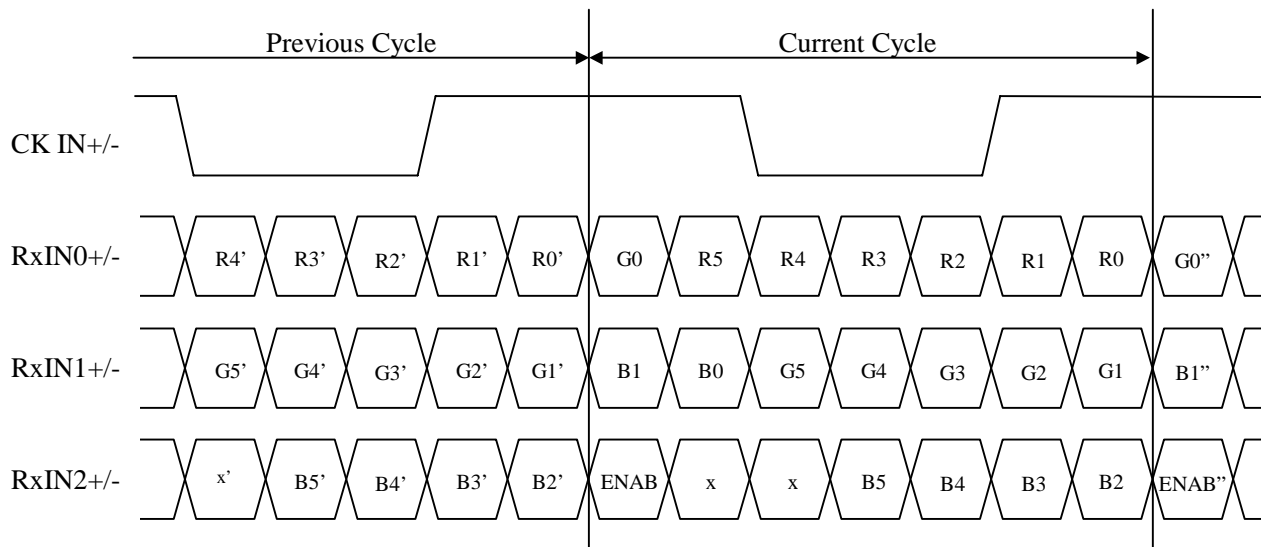 Previous Cycle Current Cycle
CK IN+/-
RxIN0+/- R4’ R3’ R2’ R1’ R0’ G0 R5 R4 R3 R2 R1 R0 G0”
RxIN1+/- G5’ G4’ G3’ G2’ G1’ B1 B0 G5 G4 G3 G2 G1 B1”
RxIN2+/- x’ B5’ B4’ B3’ B2’ ENAB x x B5 B4 B3 B2 ENAB”